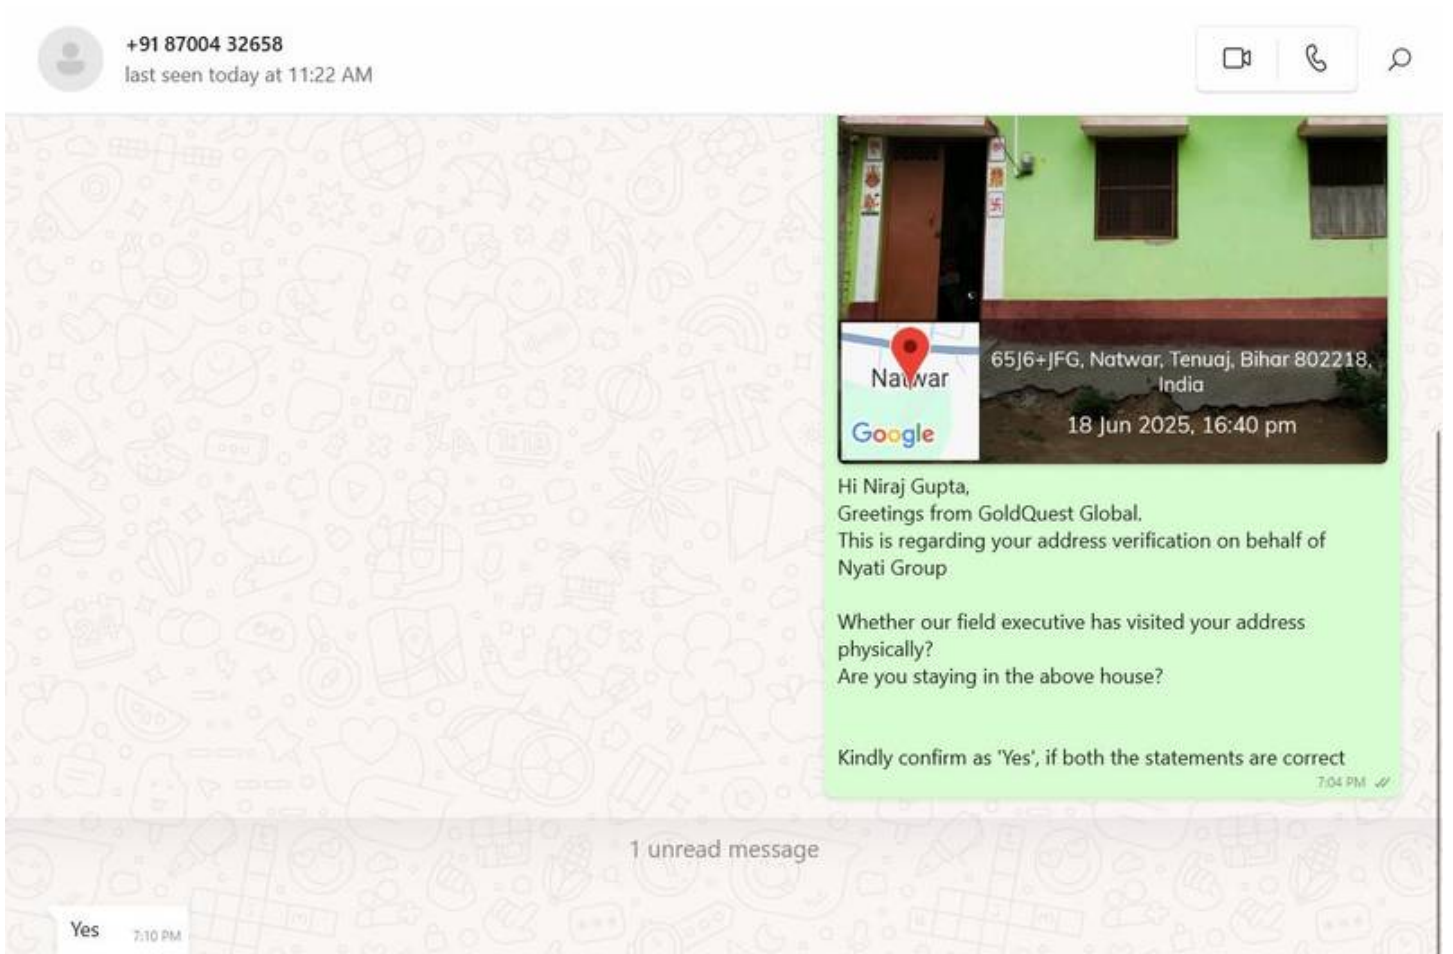 +91 87004 32658
last seen today at 11:22 AM
Natwar
Google
65J6+JFG, Natwar, Tenuaj, Bihar 802218,
India
18 Jun 2025, 16:40 pm
Hi Niraj Gupta,
Greetings from GoldQuest Global.
This is regarding your address verification on behalf of
Nyati Group
Whether our field executive has visited your address
physically?
Are you staying in the above house?
Kindly confirm as 'Yes', if both the statements are correct
7:04 PM
1 unread message
Yes
7:10 PM